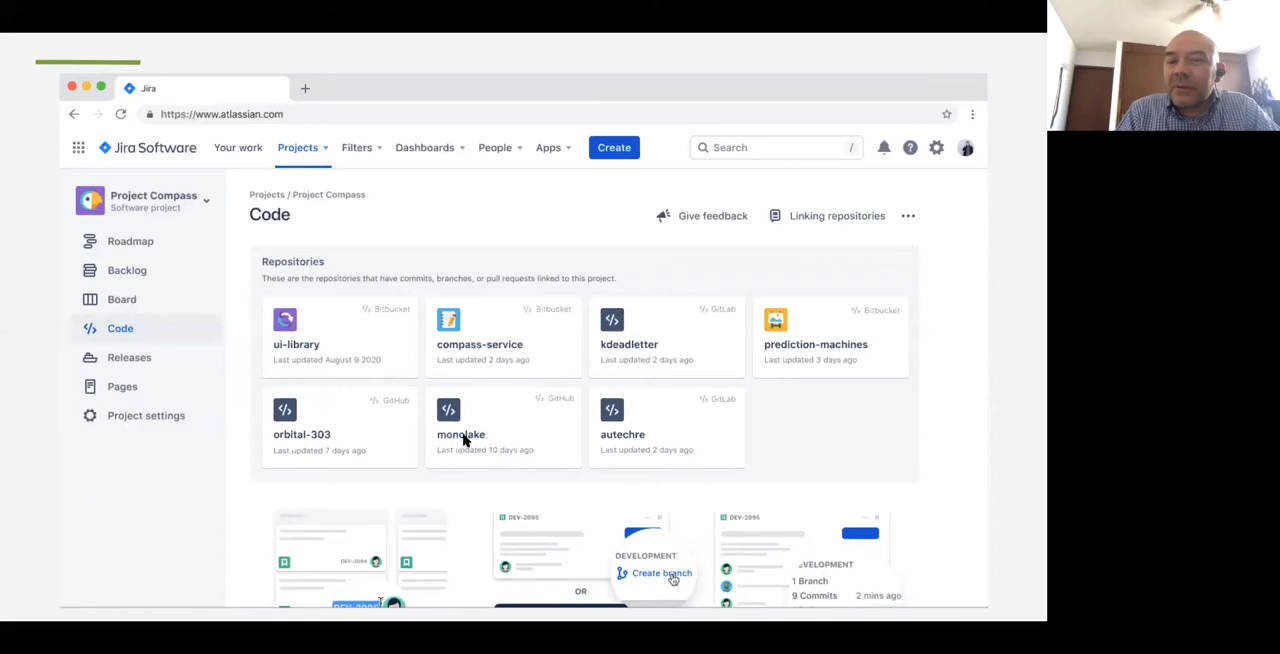 Jira
https://www.atlassian.com
Jira Software Your work Projects Filters Dashboards People Apps Create Search /
Project Compass
Software project
Roadmap
Backlog
Board
Code
Releases
Pages
Project settings
Projects / Project Compass
Code
Give feedback Linking repositories
Repositories
These are the repositories that have commits, branches, or pull requests linked to this project.
Bitbucket
ui-library
Last updated August 9 2020
Bitbucket
compass-service
Last updated 2 days ago
GitLab
kdeadletter
Last updated 2 days ago
Bitbucket
prediction-machines
Last updated 3 days ago
GitHub
orbital-303
Last updated 7 days ago
GitHub
monolake
Last updated 10 days ago
GitLab
autechre
Last updated 2 days ago
DEV-2094
DEV-2095
DEV-2095
DEVELOPMENT
Create branch
OR
DEV-2095
EVELOPMENT
1 Branch
9 Commits 2 mins ago